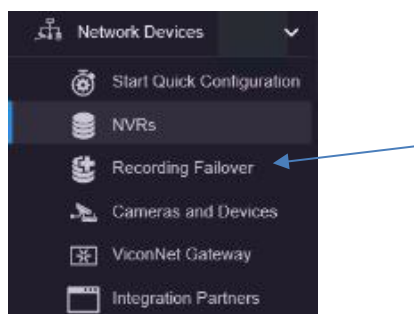 Network Devices
Start Quick Configuration
NVRs
Recording Failover
Cameras and Devices
ViconNet Gateway
Integration Partners